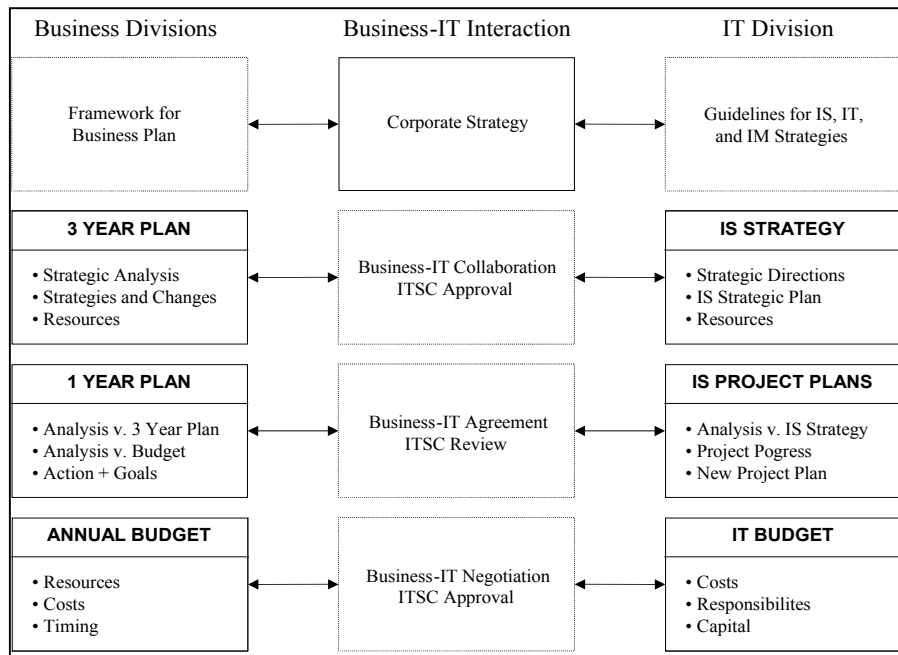 Business Divisions
Business-IT Interaction
IT Division
Framework for
Business Plan
Corporate Strategy
Guidelines for IS, IT,
and IM Strategies
3 YEAR PLAN
• Strategic Analysis
• Strategies and Changes
• Resources
Business-IT Collaboration
ITSC Approval
IS STRATEGY
• Strategic Directions
• IS Strategic Plan
• Resources
1 YEAR PLAN
• Analysis v. 3 Year Plan
• Analysis v. Budget
• Action + Goals
Business-IT Agreement
ITSC Review
IS PROJECT PLANS
• Analysis v. IS Strategy
• Project Pogress
• New Project Plan
ANNUAL BUDGET
• Resources
• Costs
• Timing
Business-IT Negotiation
ITSC Approval
IT BUDGET
• Costs
• Responsibilites
• Capital